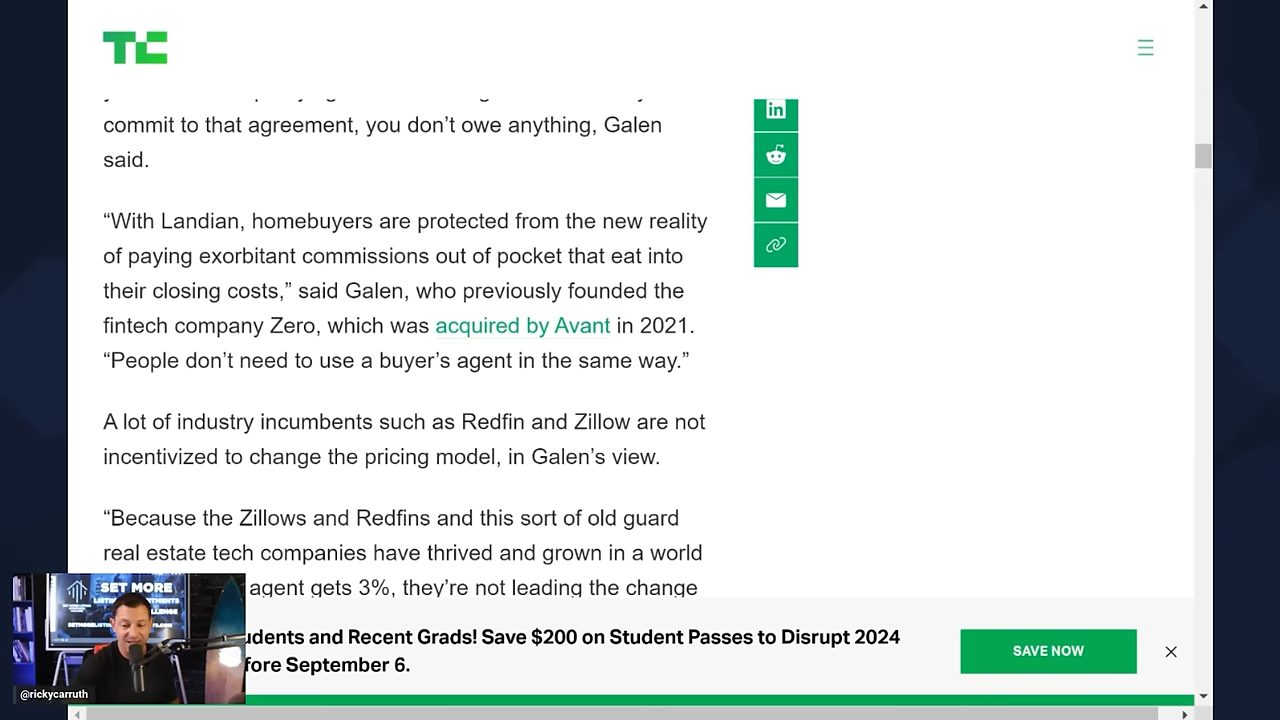 TC
commit to that agreement, you don’t owe anything, Galen
said.
“With Landian, homebuyers are protected from the new reality
of paying exorbitant commissions out of pocket that eat into
their closing costs,” said Galen, who previously founded the
fintech company Zero, which was acquired by Avant in 2021.
“People don’t need to use a buyer’s agent in the same way.”
A lot of industry incumbents such as Redfin and Zillow are not
incentivized to change the pricing model, in Galen’s view.
“Because the Zillows and Redfins and this sort of old guard
real estate tech companies have thrived and grown in a world
agent gets 3%, they’re not leading the change
udents and Recent Grads! Save $200 on Student Passes to Disrupt 2024
fore September 6.
SAVE NOW
in
SET MORE
@rickycarruth